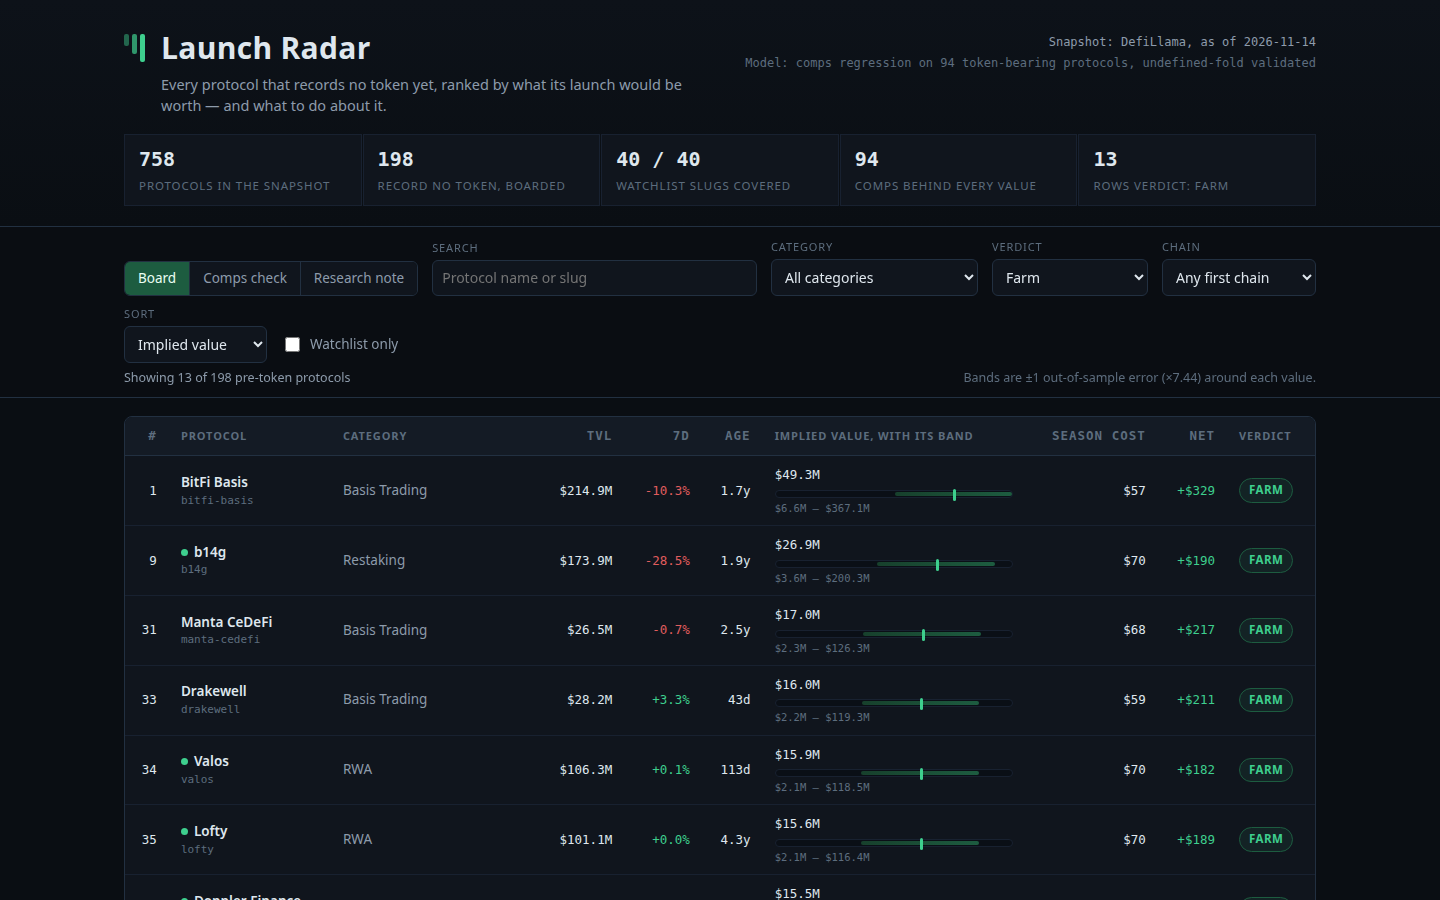 Launch Radar
Every protocol that records no token yet, ranked by what its launch would be
worth — and what to do about it.
Snapshot: DefiLlama, as of 2026-11-14
Model: comps regression on 94 token-bearing protocols, undefined-fold validated
758
PROTOCOLS IN THE SNAPSHOT
198
RECORD NO TOKEN, BOARDED
40 / 40
WATCHLIST SLUGS COVERED
94
COMPS BEHIND EVERY VALUE
13
ROWS VERDICT: FARM
Board Comps check Research note
SEARCH
Protocol name or slug
CATEGORY
All categories
VERDICT
Farm
CHAIN
Any first chain
SORT
Implied value
Watchlist only
Showing 13 of 198 pre-token protocols
Bands are ±1 out-of-sample error (×7.44) around each value.
# PROTOCOL CATEGORY TVL 7D AGE IMPLIED VALUE, WITH ITS BAND SEASON COST NET VERDICT
1 BitFi Basis Basis Trading $214.9M -10.3% 1.7y $49.3M $57 +$329 FARM
bitfi-basis $6.6M — $367.1M
9 b14g Restaking $173.9M -28.5% 1.9y $26.9M $70 +$190 FARM
b14g $3.6M — $200.3M
31 Manta CeDeFi Basis Trading $26.5M -0.7% 2.5y $17.0M $68 +$217 FARM
manta-cedefi $2.3M — $126.3M
33 Drakewell Basis Trading $28.2M +3.3% 43d $16.0M $59 +$211 FARM
drakewell $2.2M — $119.3M
34 Valos RWA $106.3M +0.1% 113d $15.9M $70 +$182 FARM
valos $2.1M — $118.5M
35 Lofty RWA $101.1M +0.0% 4.3y $15.6M $70 +$189 FARM
lofty $2.1M — $116.4M
Doppler Finance $15.5M